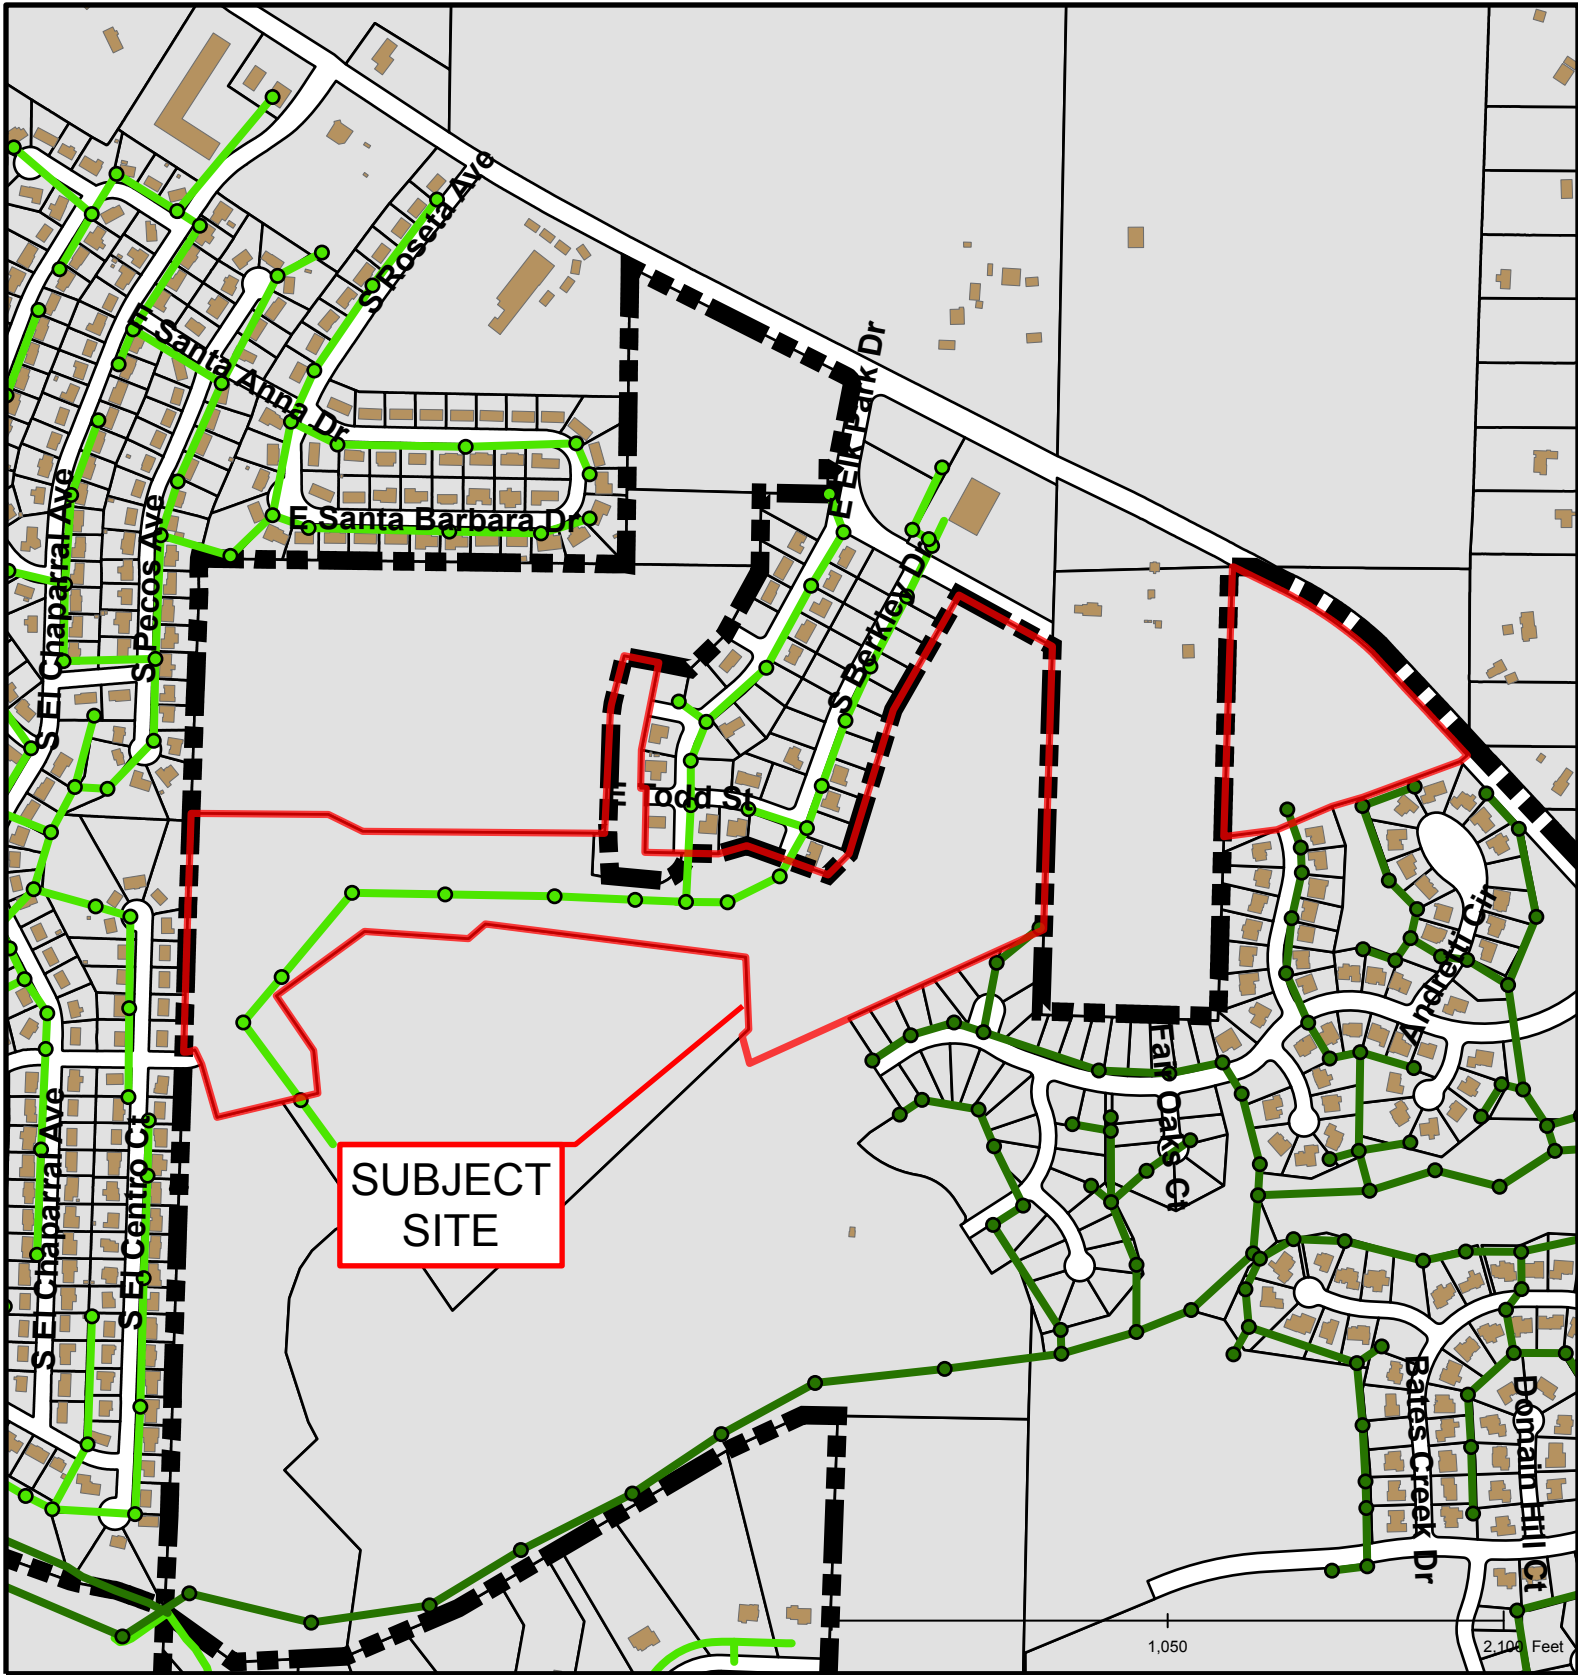 S Roseta Ave
E Santa Anna Dr
E Elk Park Dr
S El Chaparral Ave
S Pecos Ave
E Santa Barbara Dr
S Berkley Dr
E Todd St
Andretti Cir
Farr Oaks Ct
S El Chaparral Ave
S El Centro Ct
SUBJECT
SITE
Bates Creek Dr
Domain Hill Ct
1,050
2,100 Feet